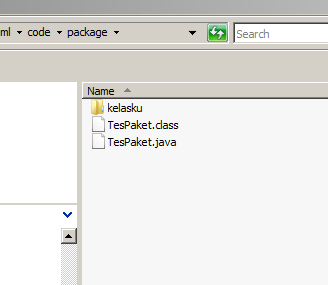 ml code package
Search
Name
kelasku
TesPaket.class
TesPaket.java